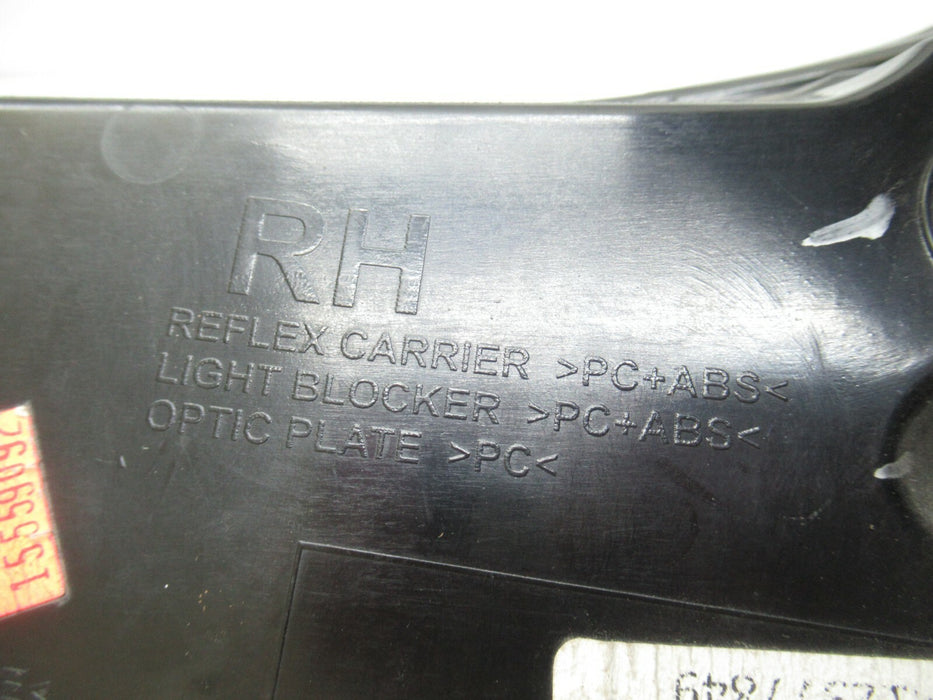 RH
REFLEX CARRIER >PC+ABS<
LIGHT BLOCKER >PC+ABS<
OPTIC PLATE >PC<